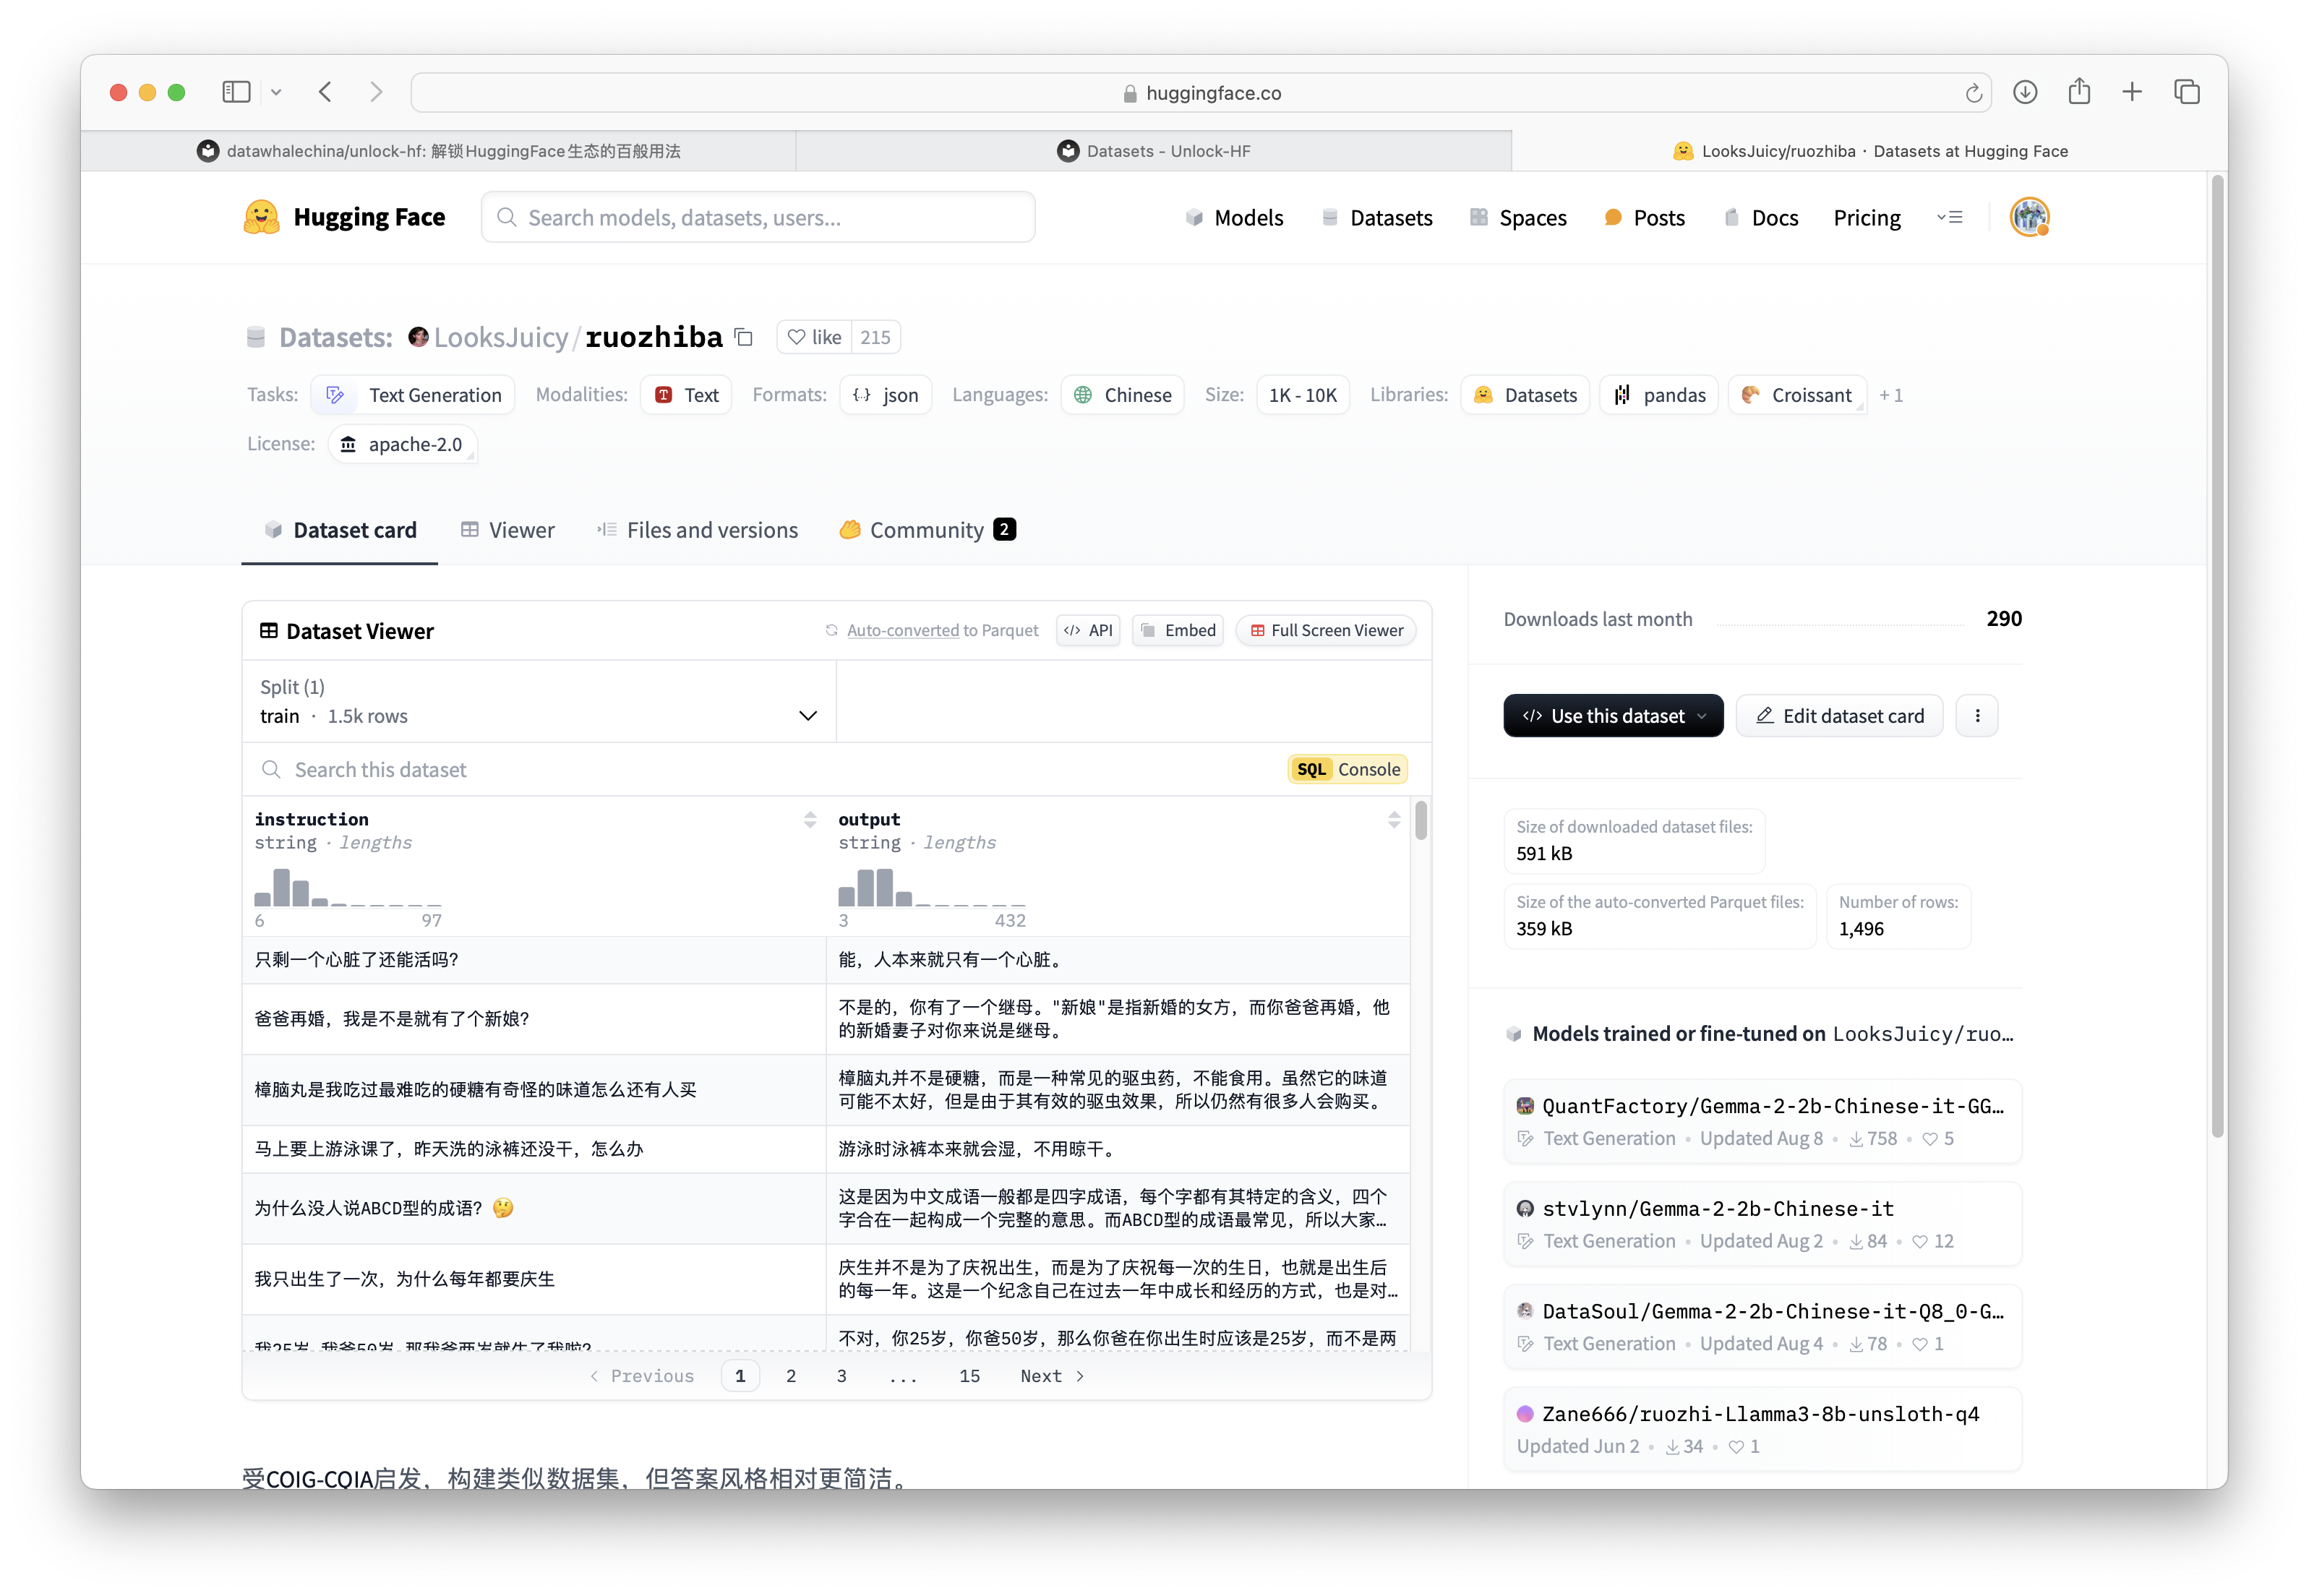 huggingface.co
datawhalechina/unlock-hf: 解锁HuggingFace生态的百般用法
Datasets - Unlock-HF
LooksJuicy/ruozhiba · Datasets at Hugging Face
Hugging Face
Search models, datasets, users...
Models
Datasets
Spaces
Posts
Docs
Pricing
Datasets: LooksJuicy/ruozhiba
like 215
Tasks: Text Generation Modalities: Text Formats: json Languages: Chinese Size: 1K - 10K Libraries: Datasets pandas Croissant + 1
License: apache-2.0
Dataset card
Viewer
Files and versions
Community 2
Dataset Viewer
Auto-converted to Parquet
API
Embed
Full Screen Viewer
Split (1)
train · 1.5k rows
Search this dataset
SQL Console
instruction
string · lengths
6 97
output
string · lengths
3 432
只剩一个心脏了还能活吗?
能，人本来就只有一个心脏。
爸爸再婚，我是不是就有了个新娘?
不是的，你有了一个继母。"新娘"是指新婚的女方，而你爸爸再婚，他
的新婚妻子对你来说是继母。
樟脑丸是我吃过最难吃的硬糖有奇怪的味道怎么还有人买
樟脑丸并不是硬糖，而是一种常见的驱虫药，不能食用。虽然它的味道
可能不太好，但是由于其有效的驱虫效果，所以仍然有很多人会购买。
马上要上游泳课了，昨天洗的泳裤还没干，怎么办
游泳时泳裤本来就会湿，不用晾干。
为什么没人说ABCD型的成语? 🤔
这是因为中文成语一般都是四字成语，每个字都有其特定的含义，四个
字合在一起构成一个完整的意思。而ABCD型的成语最常见，所以大家…
我只出生了一次，为什么每年都要庆生
庆生并不是为了庆祝出生，而是为了庆祝每一次的生日，也就是出生后
的每一年。这是一个纪念自己在过去一年中成长和经历的方式，也是对…
我25岁，我爸50岁，那我爸两岁就生了我啦?
不对，你25岁，你爸50岁，那么你爸在你出生时应该是25岁，而不是两
< Previous 1 2 3 ... 15 Next >
受COIG-CQIA启发，构建类似数据集，但答案风格相对更简洁。
Downloads last month 290
Use this dataset
Edit dataset card
Size of downloaded dataset files:
591 kB
Size of the auto-converted Parquet files:
359 kB
Number of rows:
1,496
Models trained or fine-tuned on LooksJuicy/ruo...
QuantFactory/Gemma-2-2b-Chinese-it-GG…
Text Generation • Updated Aug 8 • 758 • 5
stvlynn/Gemma-2-2b-Chinese-it
Text Generation • Updated Aug 2 • 84 • 12
DataSoul/Gemma-2-2b-Chinese-it-Q8_0-G…
Text Generation • Updated Aug 4 • 78 • 1
Zane666/ruozhi-Llamma3-8b-unsloth-q4
Updated Jun 2 • 34 • 1